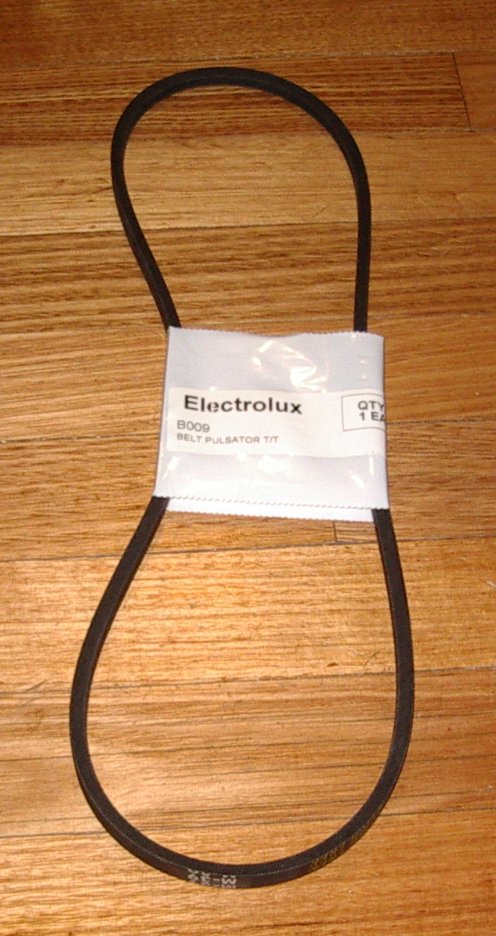 Electrolux
QTY
1 EA
B009
BELT PULSATOR T/T